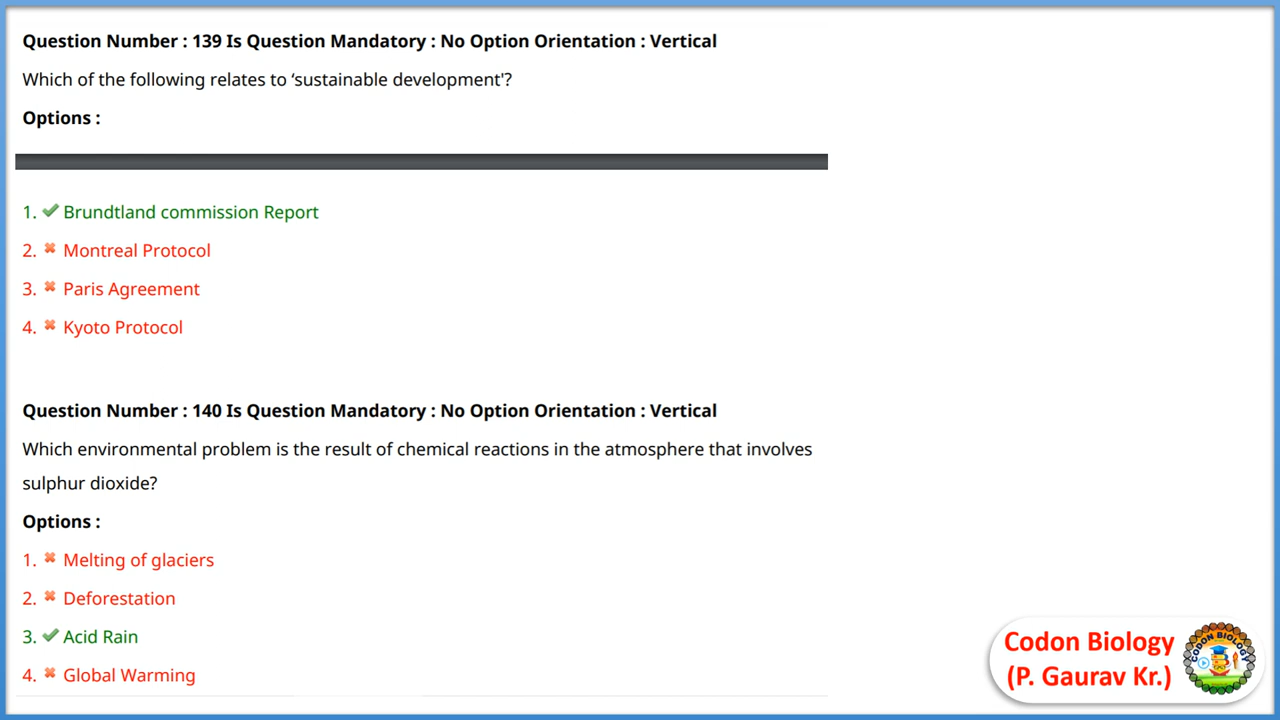 Question Number : 139 Is Question Mandatory : No Option Orientation : Vertical
Which of the following relates to ‘sustainable development'?
Options :
1. ✔ Brundtland commission Report
2. ✖ Montreal Protocol
3. ✖ Paris Agreement
4. ✖ Kyoto Protocol
Question Number : 140 Is Question Mandatory : No Option Orientation : Vertical
Which environmental problem is the result of chemical reactions in the atmosphere that involves
sulphur dioxide?
Options :
1. ✖ Melting of glaciers
2. ✖ Deforestation
3. ✔ Acid Rain
4. ✖ Global Warming
Codon Biology
(P. Gaurav Kr.)
CODON BIOLOGY